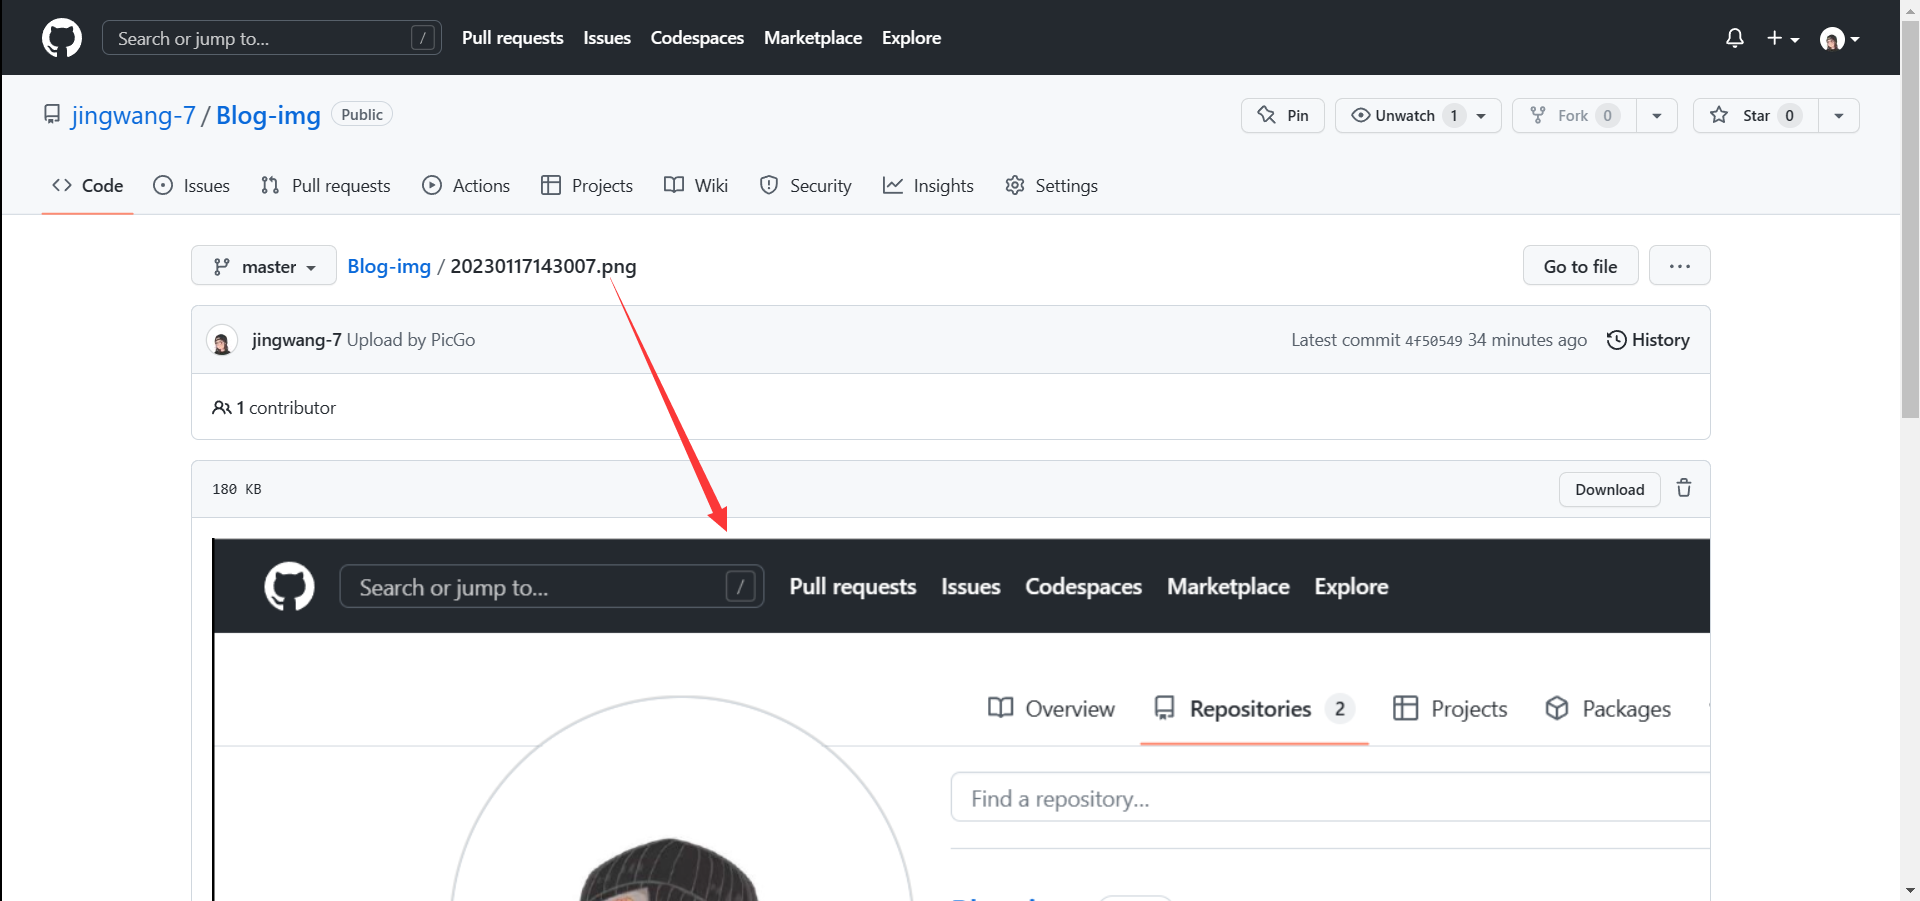 Search or jump to... / Pull requests Issues Codespaces Marketplace Explore
jingwang-7 / Blog-img Public Pin Unwatch 1 Fork 0 Star 0
Code Issues Pull requests Actions Projects Wiki Security Insights Settings
master Blog-img / 20230117143007.png Go to file ...
jingwang-7 Upload by PicGo Latest commit 4f50549 34 minutes ago History
1 contributor
180 KB Download
Search or jump to... / Pull requests Issues Codespaces Marketplace Explore
Overview Repositories 2 Projects Packages
Find a repository...